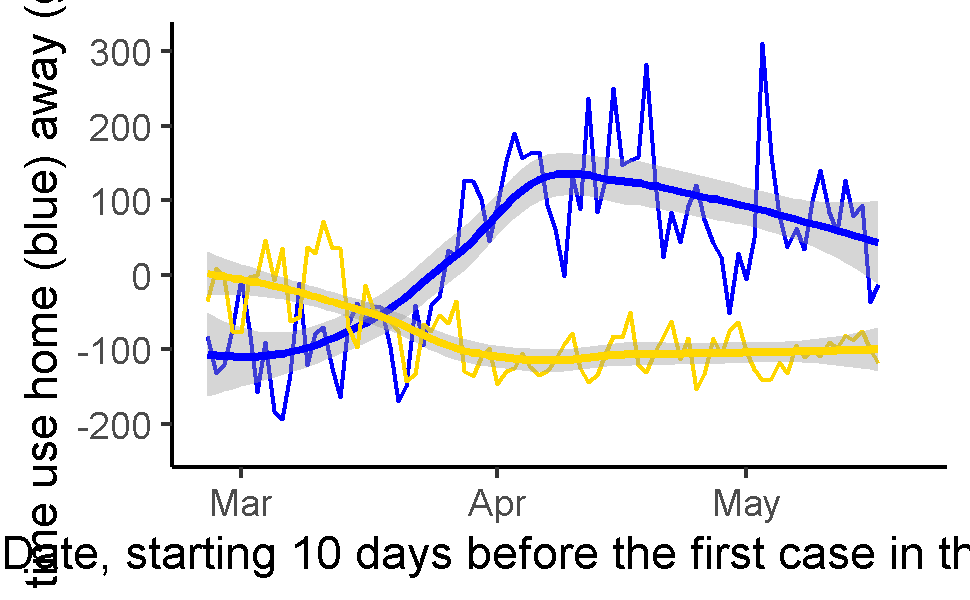 time use home (blue) away (
300
200
100
0
-100
-200
Mar Apr May
Date, starting 10 days before the first case in th